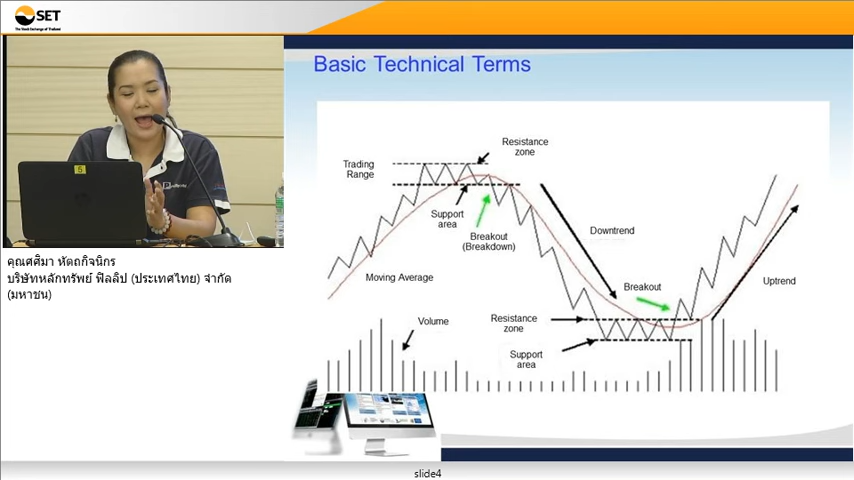 SET
The Stock Exchange of Thailand
Basic Technical Terms
5
คุณศศิมา หัตถกิจนิกร
บริษัทหลักทรัพย์ ฟิลลิป (ประเทศไทย) จำกัด
(มหาชน)
Resistance
zone
Trading
Range
Support
area
Breakout
(Breakdown)
Downtrend
Moving Average
Breakout
Uptrend
Volume
Resistance
zone
Support
area
slide4